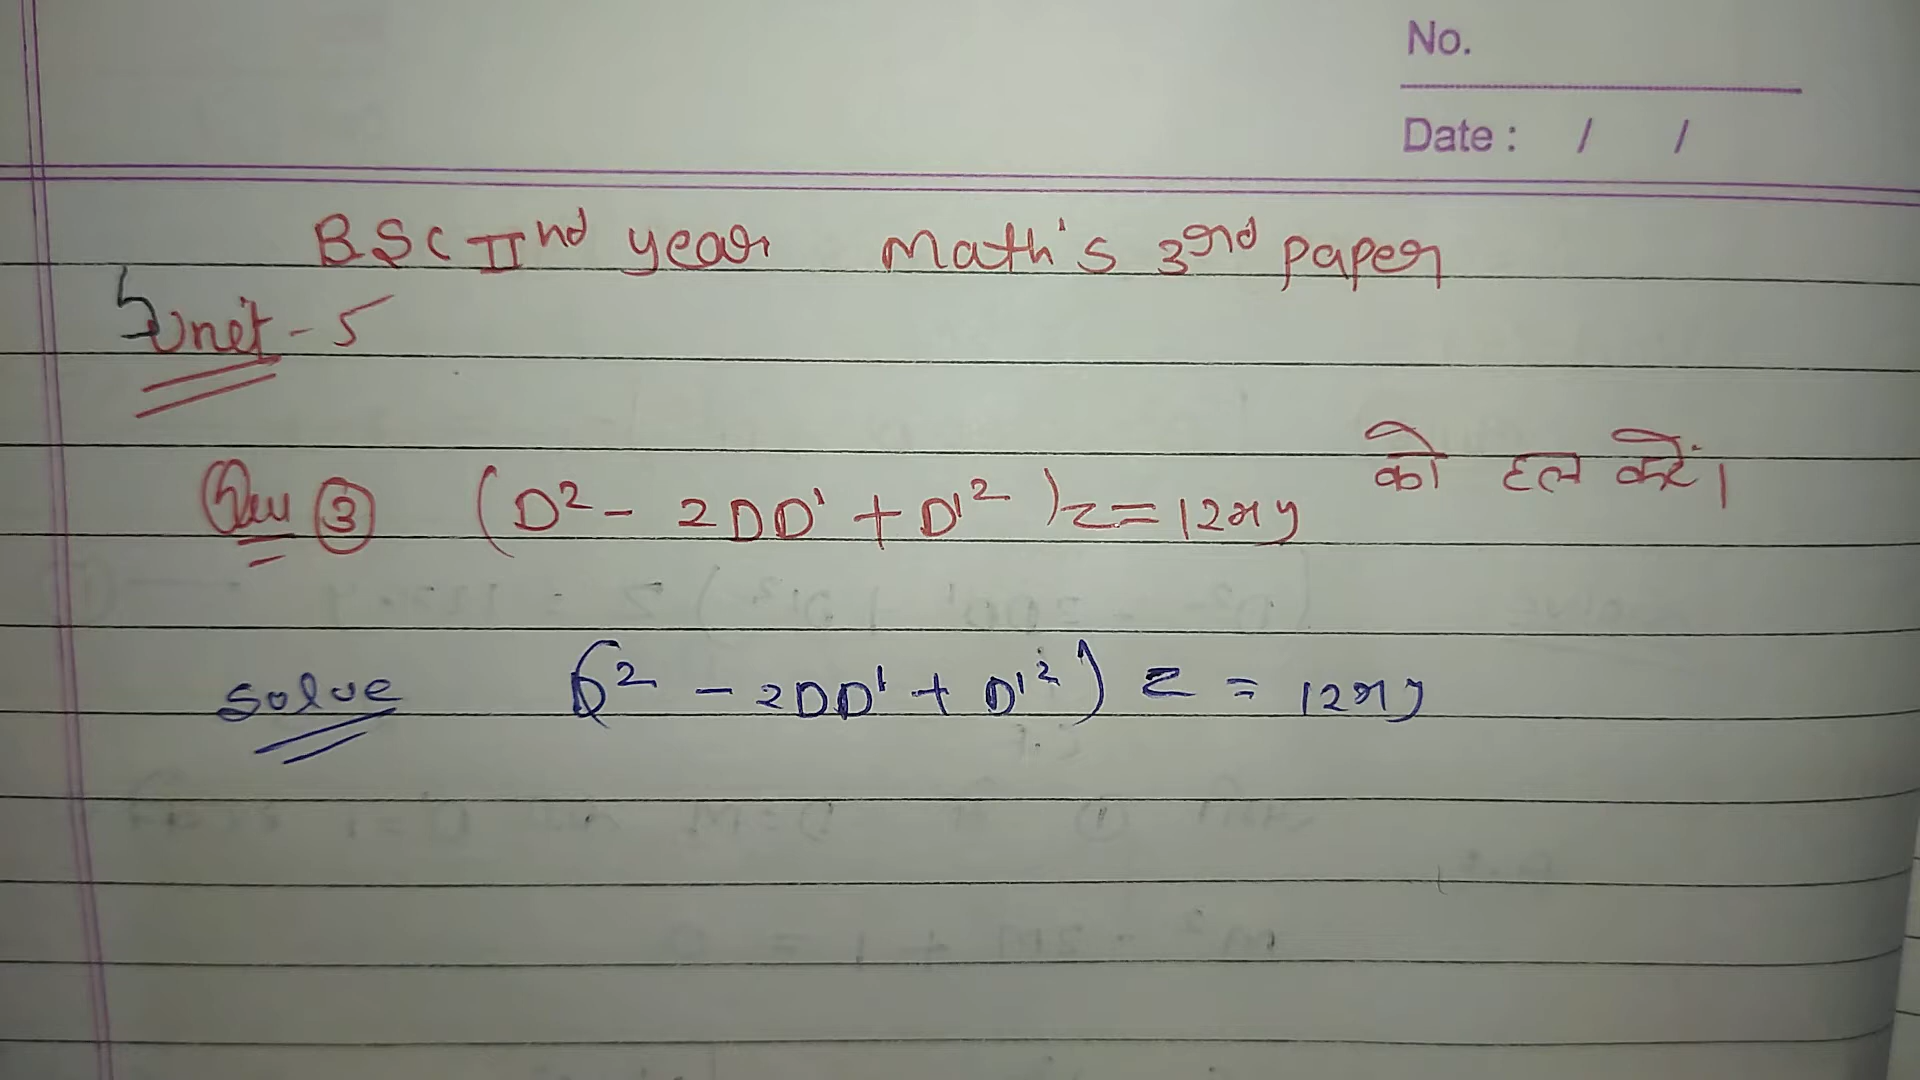 No.
Date : / /
BSC IInd year Math's 3rd paper
Unet - 5
Que ③ (D² - 2DD' + D'²)z = 12xy को हल करें।
solve (D² - 2DD' + D'²) z = 12xy